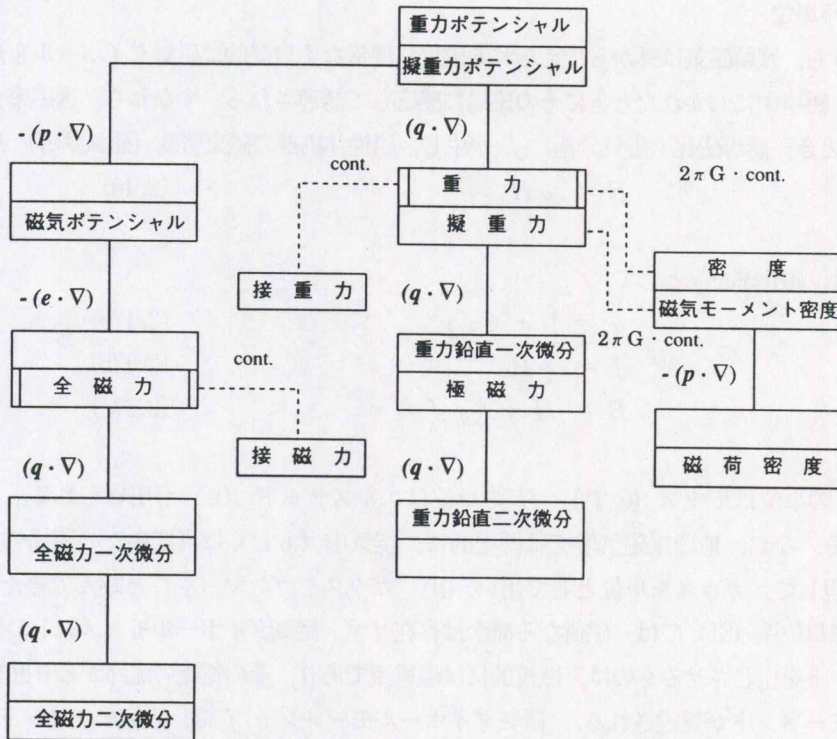 重力ポテンシャル
擬重力ポテンシャル
- (p · ∇)
(q · ∇)
cont.
2 π G · cont.
重 力
擬 重 力
磁気ポテンシャル
接 重 力
密 度
磁気モーメント密度
- (e · ∇)
(q · ∇)
2 π G · cont.
重力鉛直一次微分
極 磁 力
cont.
- (p · ∇)
全 磁 力
接 磁 力
磁 荷 密 度
(q · ∇)
(q · ∇)
重力鉛直二次微分
全磁力一次微分
(q · ∇)
全磁力二次微分